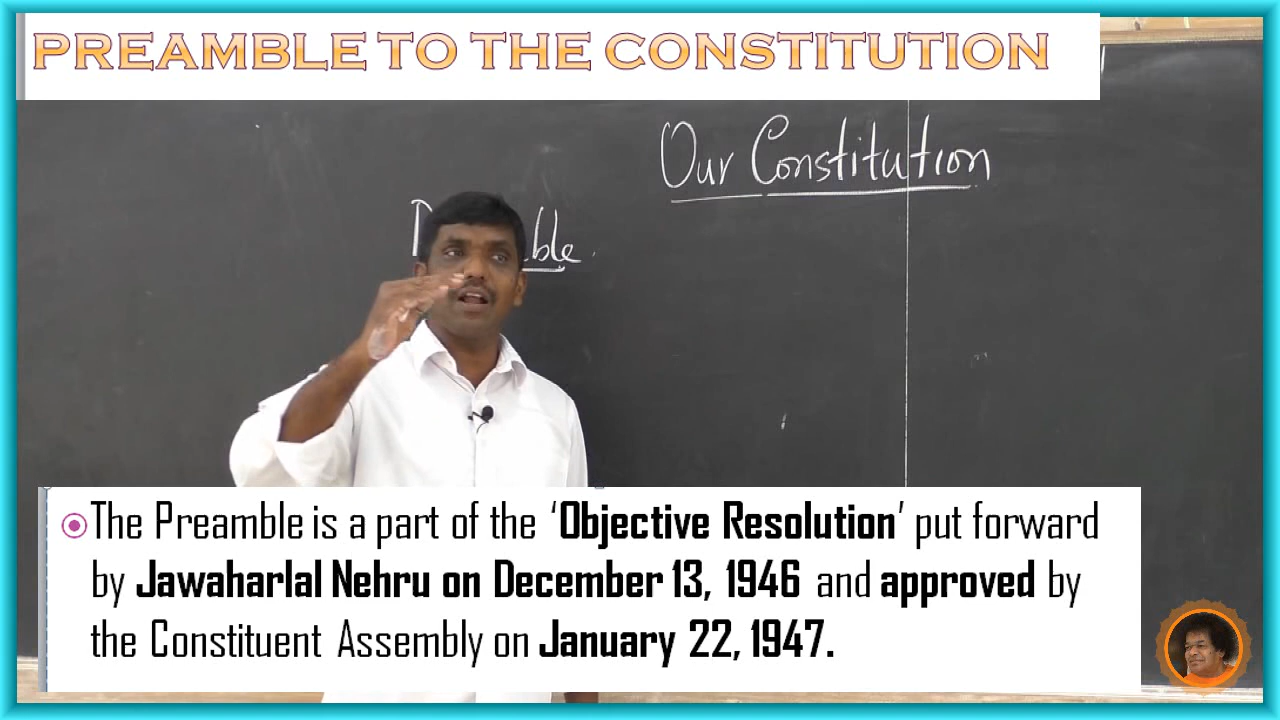 PREAMBLE TO THE CONSTITUTION
Our Constitution
The Preamble is a part of the ‘Objective Resolution’ put forward
by Jawaharlal Nehru on December 13, 1946 and approved by
the Constituent Assembly on January 22, 1947.